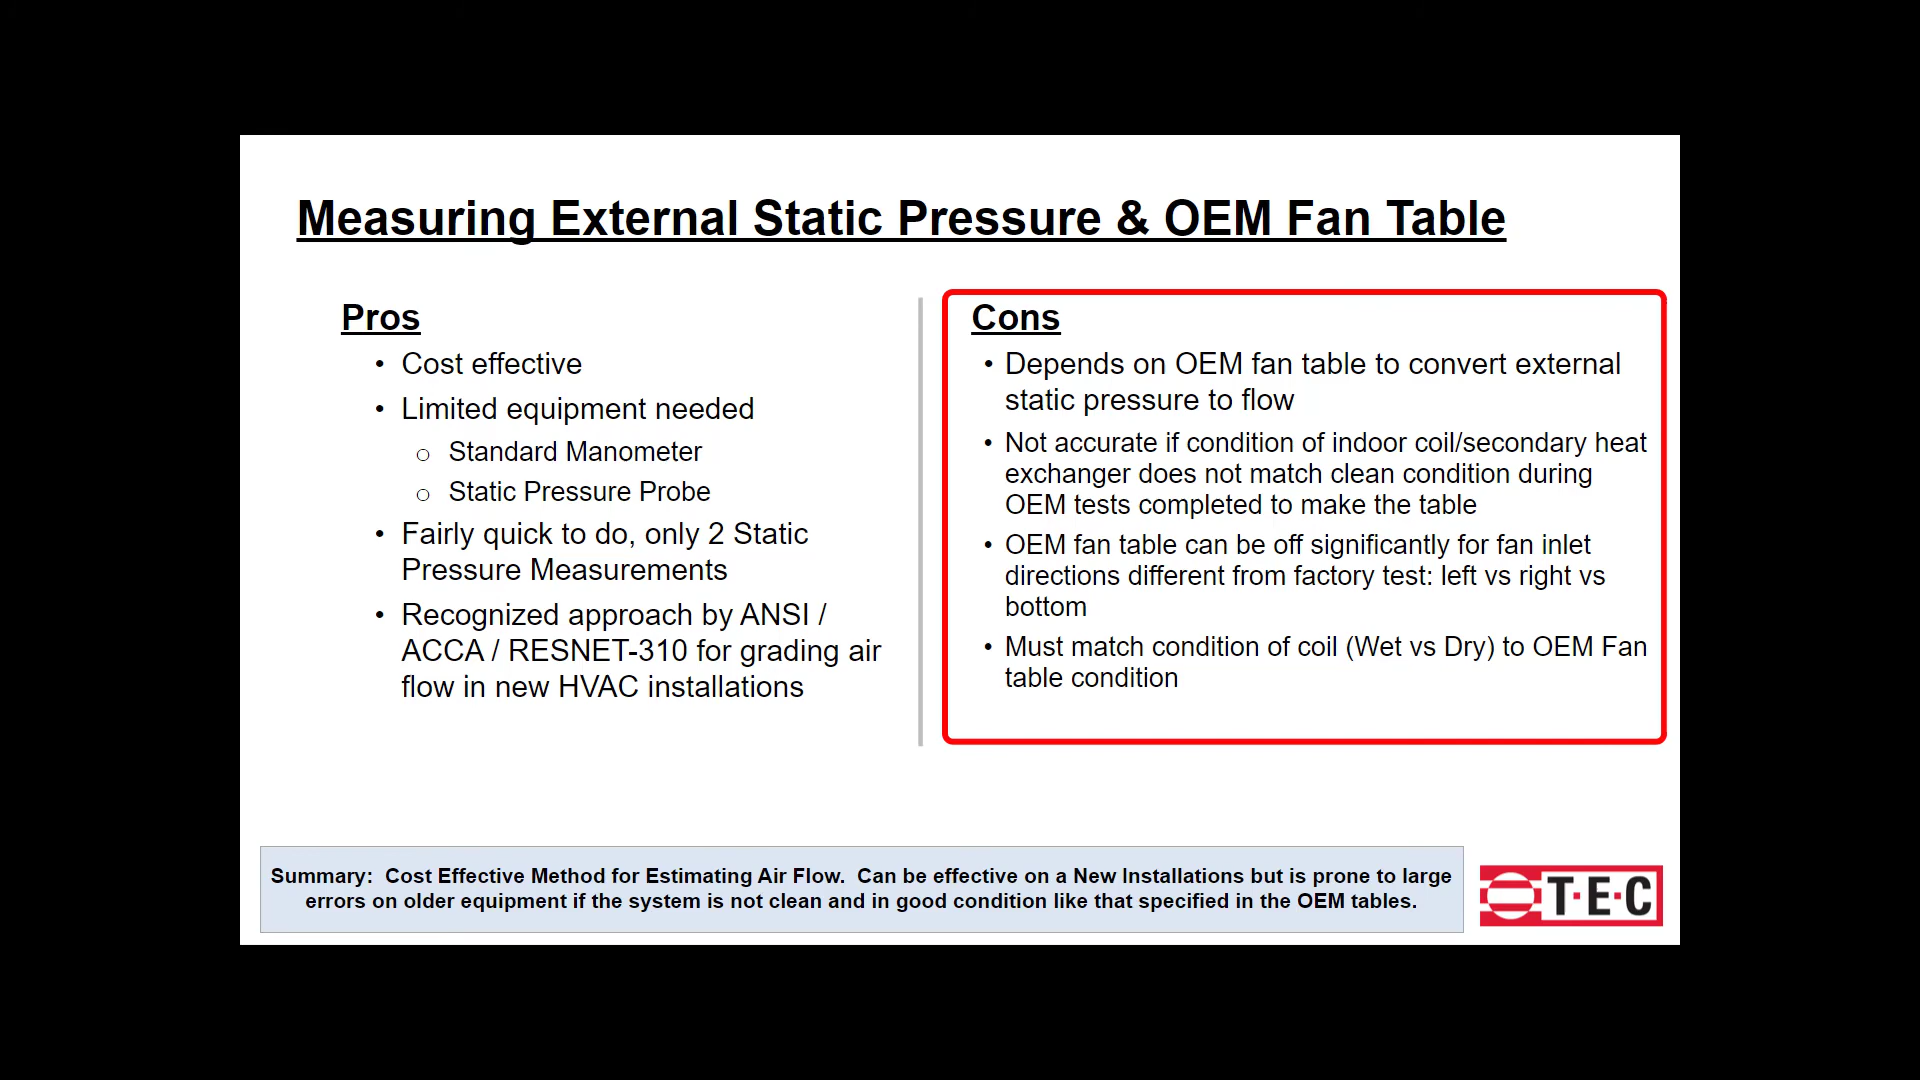 Measuring External Static Pressure & OEM Fan Table
Pros
• Cost effective
• Limited equipment needed
○ Standard Manometer
○ Static Pressure Probe
• Fairly quick to do, only 2 Static
Pressure Measurements
• Recognized approach by ANSI /
ACCA / RESNET-310 for grading air
flow in new HVAC installations
Cons
• Depends on OEM fan table to convert external
static pressure to flow
• Not accurate if condition of indoor coil/secondary heat
exchanger does not match clean condition during
OEM tests completed to make the table
• OEM fan table can be off significantly for fan inlet
directions different from factory test: left vs right vs
bottom
• Must match condition of coil (Wet vs Dry) to OEM Fan
table condition
Summary:  Cost Effective Method for Estimating Air Flow.  Can be effective on a New Installations but is prone to large
errors on older equipment if the system is not clean and in good condition like that specified in the OEM tables.
T·E·C